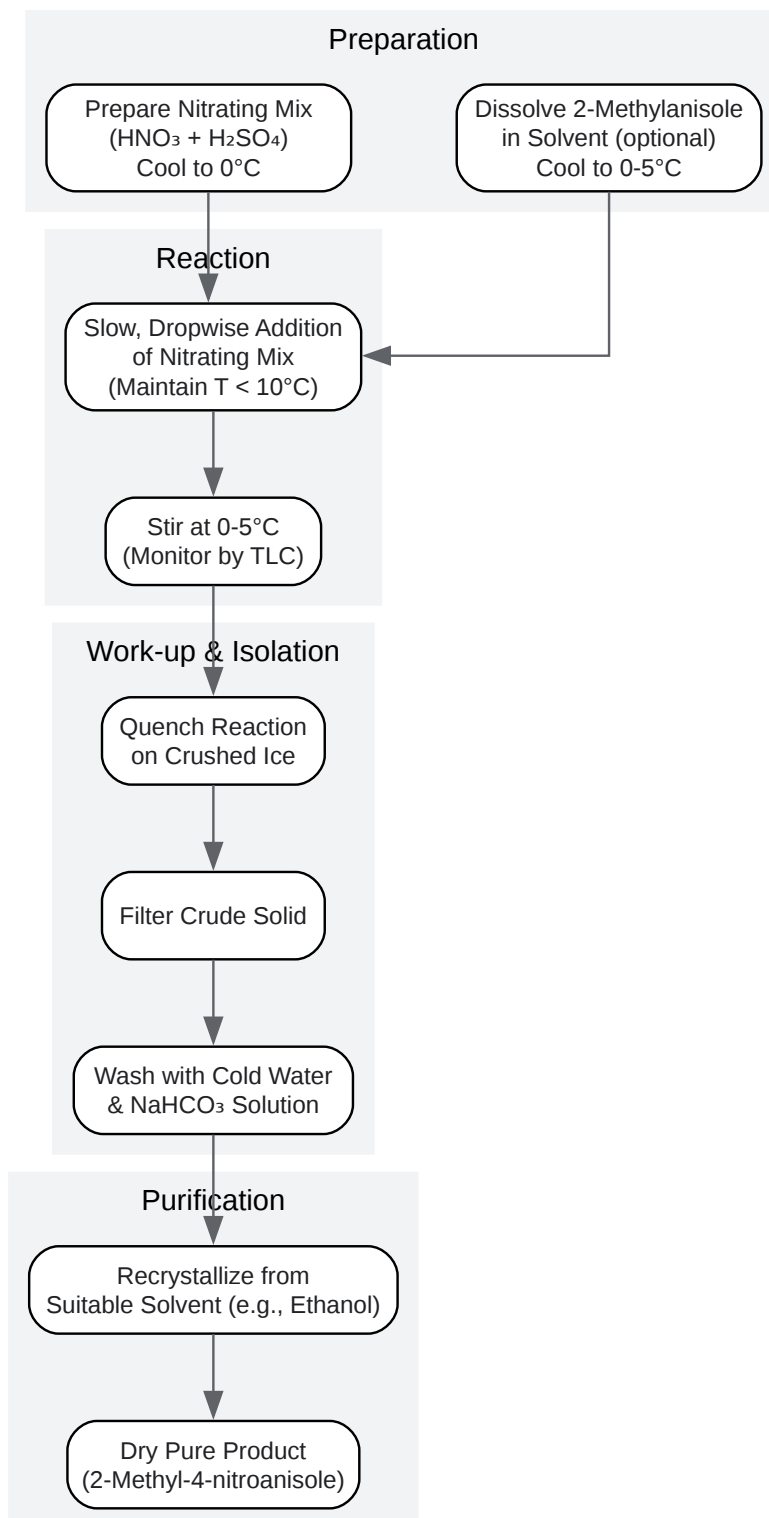 Preparation
Prepare Nitrating Mix
(HNO₃ + H₂SO₄)
Cool to 0°C
Dissolve 2-Methylanisole
in Solvent (optional)
Cool to 0-5°C
Reaction
Slow, Dropwise Addition
of Nitrating Mix
(Maintain T < 10°C)
Stir at 0-5°C
(Monitor by TLC)
Work-up & Isolation
Quench Reaction
on Crushed Ice
Filter Crude Solid
Wash with Cold Water
& NaHCO₃ Solution
Purification
Recrystallize from
Suitable Solvent (e.g., Ethanol)
Dry Pure Product
(2-Methyl-4-nitroanisole)